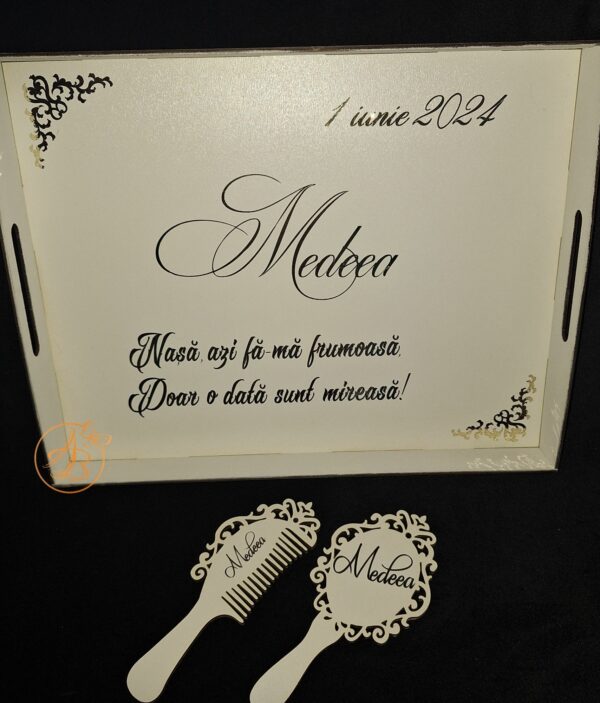 1 iunie 2024
Medeea
Nașă, azi fă-mă frumoasă,
Doar o dată sunt mireasă!
Medeea
Medeea